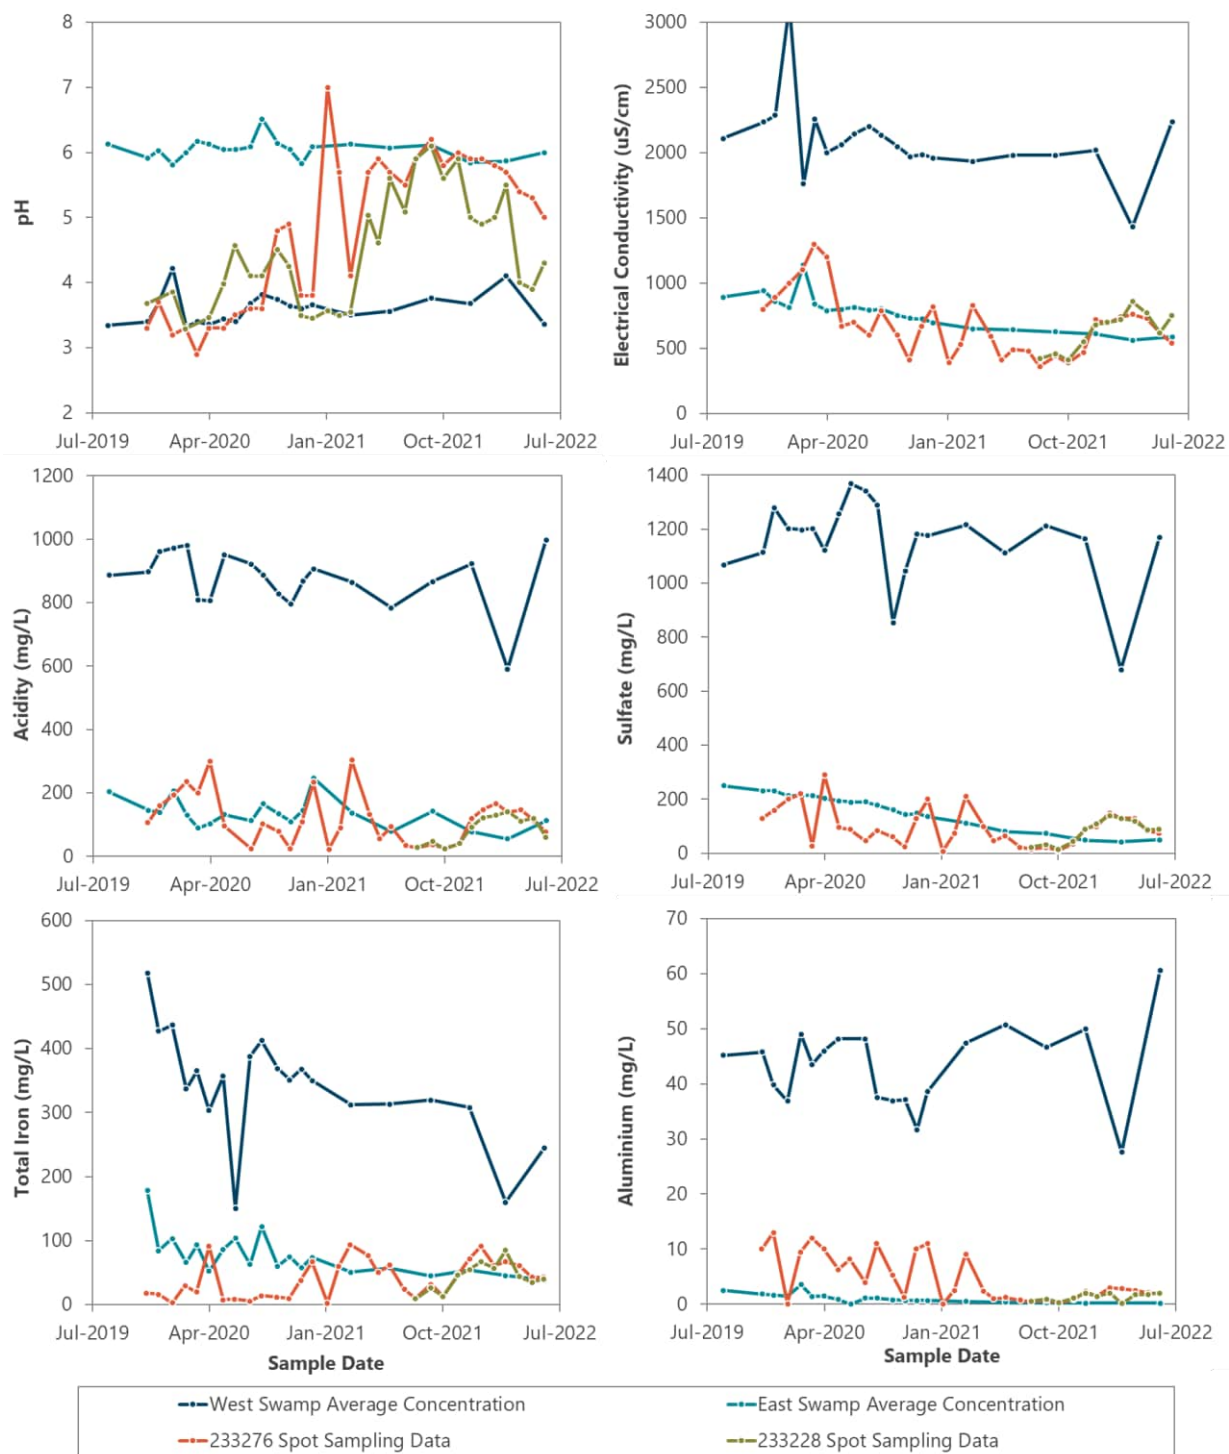 8
7
6
5
4
3
2
pH
Jul-2019 Apr-2020 Jan-2021 Oct-2021 Jul-2022
3000
2500
2000
1500
1000
500
0
Electrical Conductivity (uS/cm)
Jul-2019 Apr-2020 Jan-2021 Oct-2021 Jul-2022
1200
1000
800
600
400
200
0
Acidity (mg/L)
Jul-2019 Apr-2020 Jan-2021 Oct-2021 Jul-2022
1400
1200
1000
800
600
400
200
0
Sulfate (mg/L)
Jul-2019 Apr-2020 Jan-2021 Oct-2021 Jul-2022
600
500
400
300
200
100
0
Total Iron (mg/L)
Jul-2019 Apr-2020 Jan-2021 Oct-2021 Jul-2022
Sample Date
70
60
50
40
30
20
10
0
Aluminium (mg/L)
Jul-2019 Apr-2020 Jan-2021 Oct-2021 Jul-2022
Sample Date
West Swamp Average Concentration
East Swamp Average Concentration
233276 Spot Sampling Data
233228 Spot Sampling Data